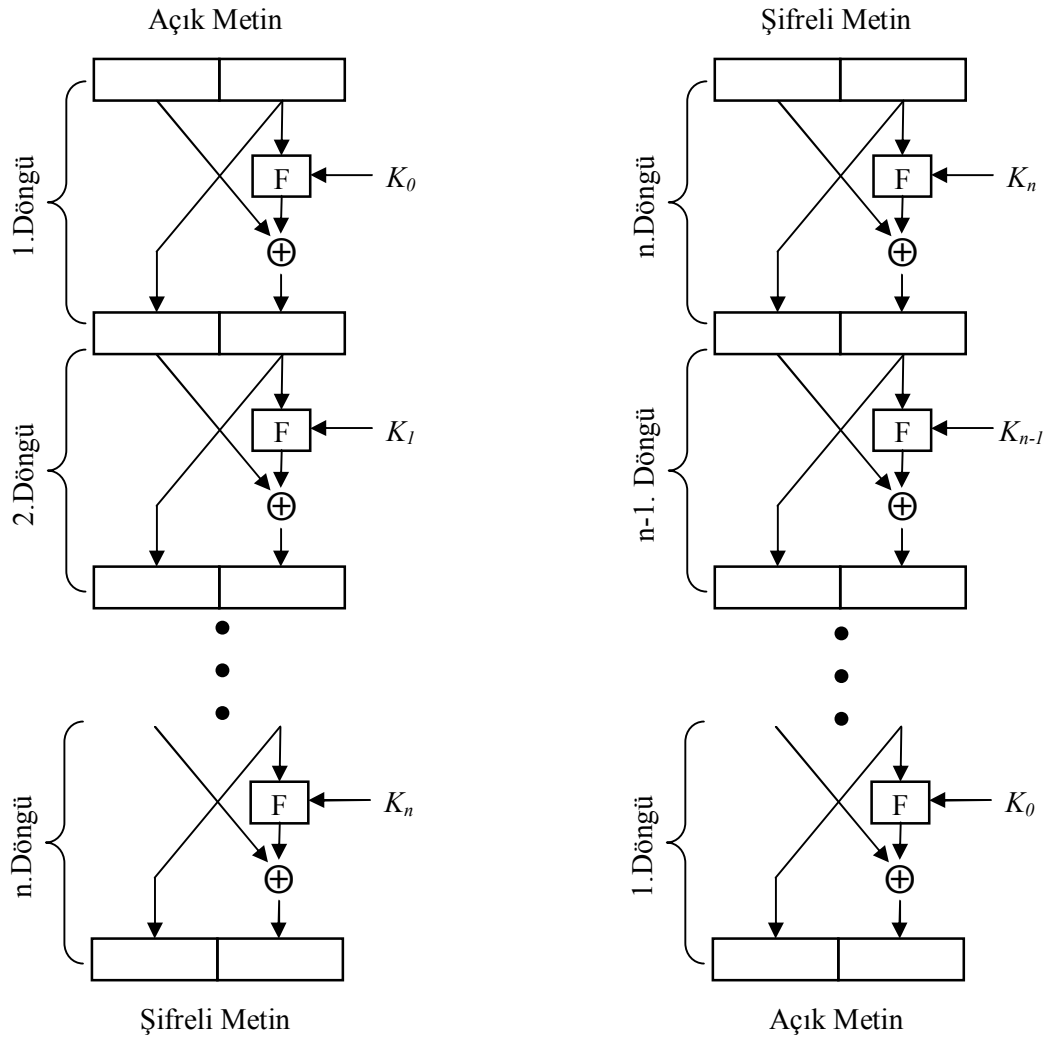 Açık Metin
1.Döngü
F
K0
2.Döngü
F
K1
n.Döngü
F
Kn
Şifreli Metin
Şifreli Metin
n.Döngü
F
Kn
n-1. Döngü
F
Kn-1
1.Döngü
F
K0
Açık Metin